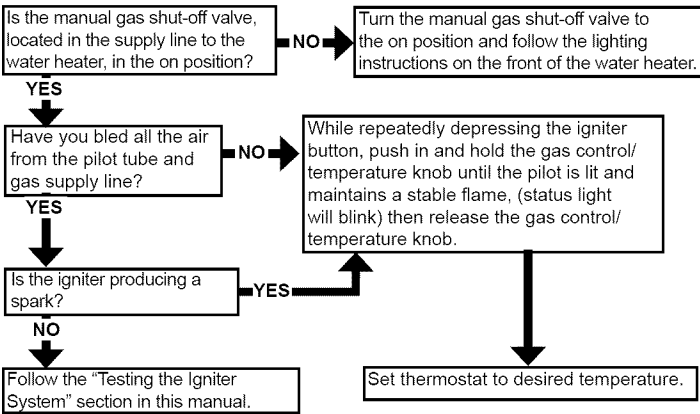 Is the manual gas shut-off valve,
located in the supply line to the
water heater, in the on position?
NO
Turn the manual gas shut-off valve to
the on position and follow the lighting
instructions on the front of the water heater.
YES
Have you bled all the air
from the pilot tube and
gas supply line?
NO
While repeatedly depressing the igniter
button, push in and hold the gas control/
temperature knob until the pilot is lit and
maintains a stable flame, (status light
will blink) then release the gas control/
temperature knob.
YES
Is the igniter producing a
spark?
YES
NO
Follow the “Testing the Igniter
System” section in this manual.
Set thermostat to desired temperature.